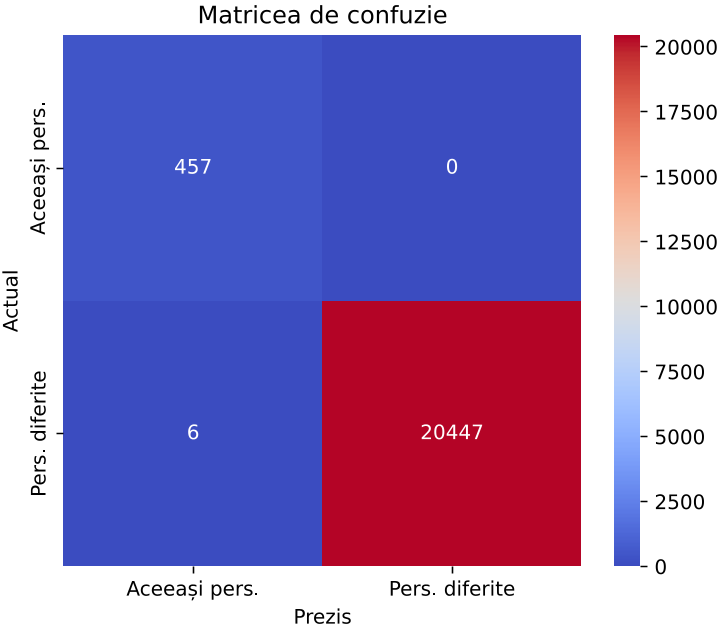 Matricea de confuzie
Actual
Aceeași pers.
Pers. diferite
457
0
6
20447
Aceeași pers.
Pers. diferite
Prezis
20000
17500
15000
12500
10000
7500
5000
2500
0